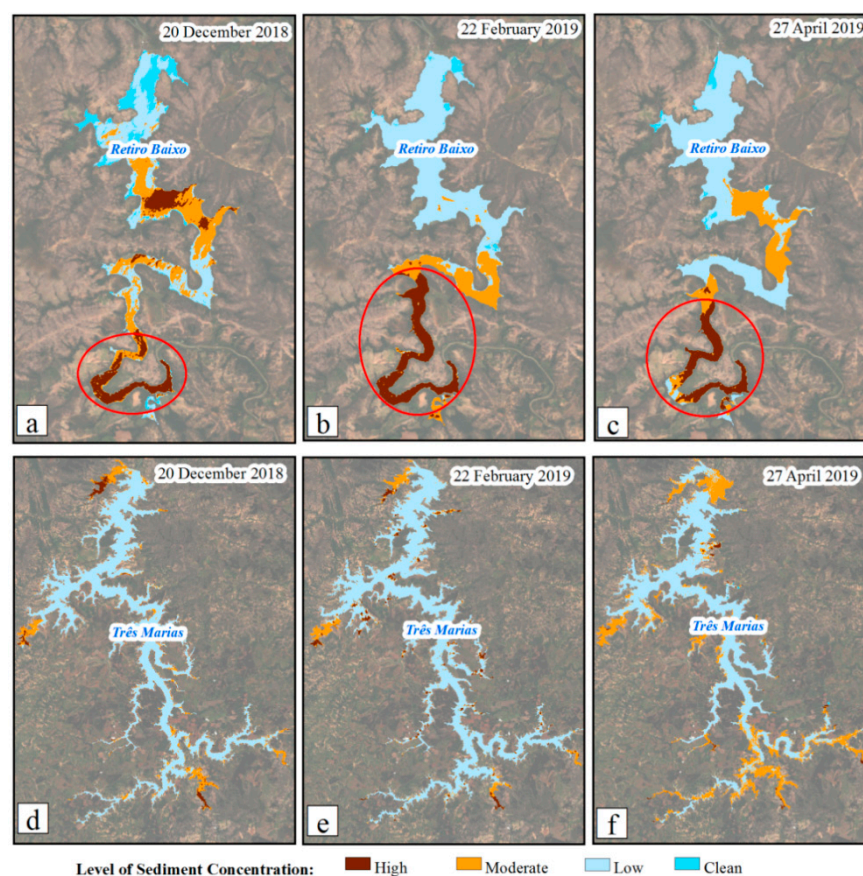 20 December 2018
22 February 2019
27 April 2019
Retiro Baixo
Retiro Baixo
Retiro Baixo
a
b
c
20 December 2018
22 February 2019
27 April 2019
Três Marias
Três Marias
Três Marias
d
e
f
Level of Sediment Concentration: High Moderate Low Clean